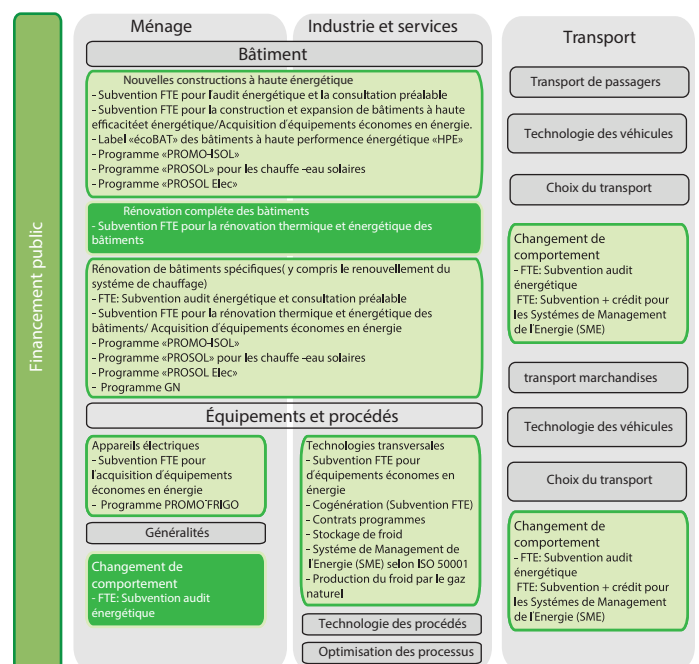 Financement public
Ménage
Industrie et services
Bâtiment
Nouvelles constructions à haute énergétique
- Subvention FTE pour l'audit énergétique et la consultation préalable
- Subvention FTE pour la construction et expansion de bâtiments à haute
efficacitéet énergétique/Acquisition d'équipements économes en énergie.
- Label «écoBAT» des bâtiments à haute performence énergétique «HPE»
- Programme «PROMO-ISOL»
- Programme «PROSOL» pour les chauffe -eau solaires
- Programme «PROSOL Elec»
Rénovation compléte des bâtiments
- Subvention FTE pour la rénovation thermique et énergétique des
bâtiments
Rénovation de bâtiments spécifiques( y compris le renouvellement du
systéme de chauffage)
- FTE: Subvention audit énergétique et consultation préalable
- Subvention FTE pour la rénovation thermique et énergétique des
bâtiments/ Acquisition d'équipements économes en énergie
- Programme «PROMO-ISOL»
- Programme «PROSOL» pour les chauffe -eau solaires
- Programme «PROSOL Elec»
- Programme GN
Équipements et procédés
Appareils électriques
- Subvention FTE pour
l'acquisition d'équipements
économes en énergie
- Programme PROMO'FRIGO
Généralités
Changement de
comportement
- FTE: Subvention audit
énergétique
Technologies transversales
- Subvention FTE pour
d'équipements économes en
énergie
- Cogénération (Subvention FTE)
- Contrats programmes
- Stockage de froid
- Systéme de Management de
l'Energie (SME) selon ISO 50001
- Production du froid par le gaz
naturel
Technologie des procédés
Optimisation des processus
Transport
Transport de passagers
Technologie des véhicules
Choix du transport
Changement de
comportement
- FTE: Subvention audit
énergétique
FTE: Subvention + crédit pour
les Systémes de Management
de l'Energie (SME)
transport marchandises
Technologie des véhicules
Choix du transport
Changement de
comportement
- FTE: Subvention audit
énergétique
FTE: Subvention + crédit pour
les Systémes de Management
de l'Energie (SME)